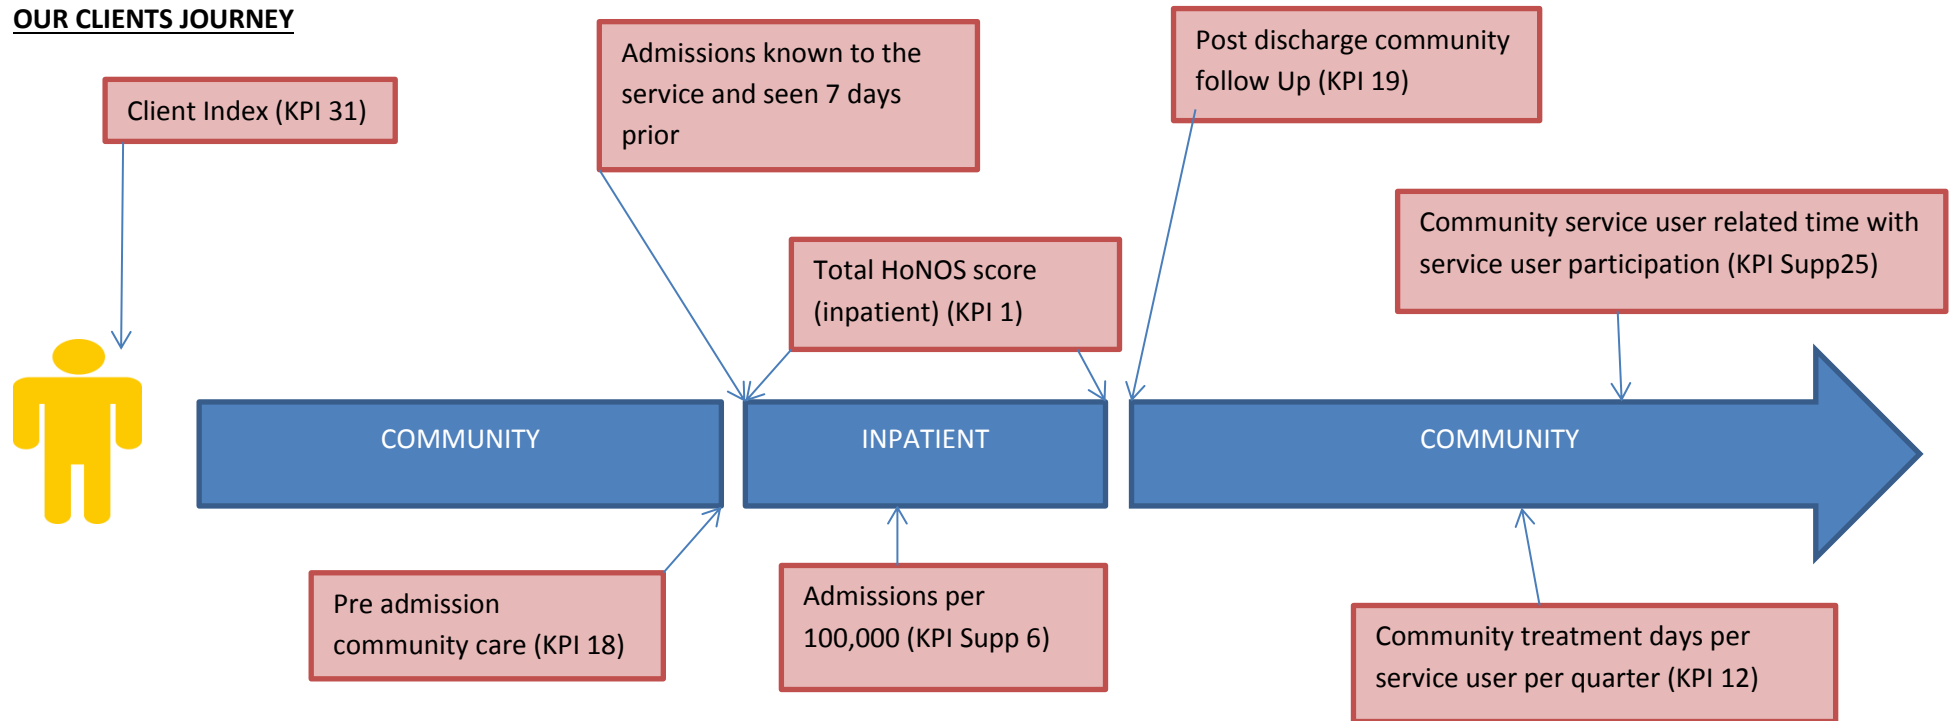 OUR CLIENTS JOURNEY
Client Index (KPI 31)
Admissions known to the
service and seen 7 days
prior
Post discharge community
follow Up (KPI 19)
Total HoNOS score
(inpatient) (KPI 1)
Community service user related time with
service user participation (KPI Supp25)
COMMUNITY
INPATIENT
COMMUNITY
Pre admission
community care (KPI 18)
Admissions per
100,000 (KPI Supp 6)
Community treatment days per
service user per quarter (KPI 12)